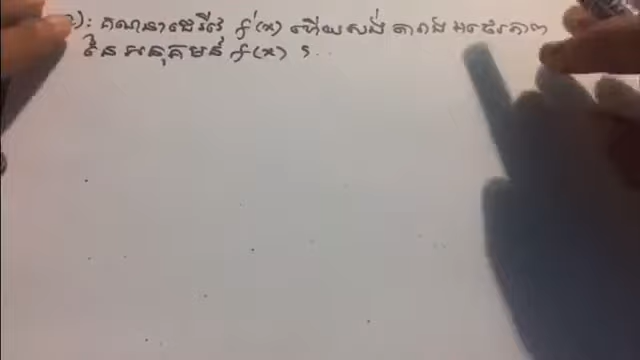 គណនាដេរីវេ f'(x) ហើយសង់ តារាង អថេរភាព
នៃ អនុគមន៍ f(x) ។..